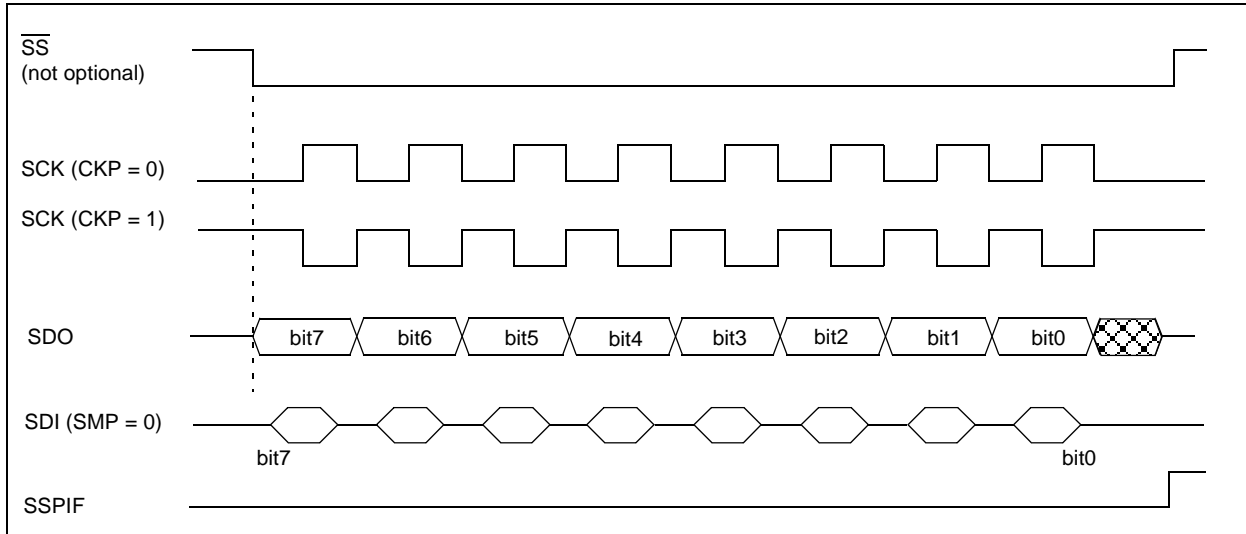 SS
(not optional)
SCK (CKP = 0)
SCK (CKP = 1)
SDO
bit7 bit6 bit5 bit4 bit3 bit2 bit1 bit0
SDI (SMP = 0)
bit7 bit0
SSPIF